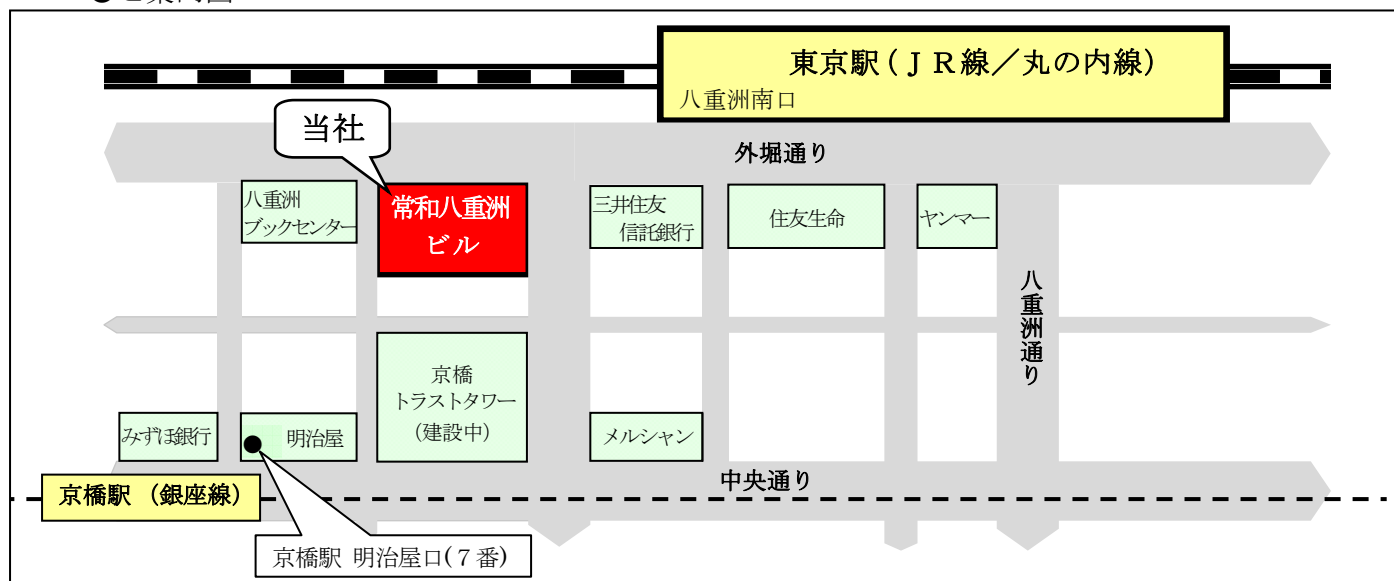 東京駅(JR線/丸の内線)
八重洲南口
当社
外堀通り
八重洲
ブックセンター
常和八重洲
ビル
三井住友
信託銀行
住友生命
ヤンマー
八重洲通り
京橋
トラストタワー
(建設中)
みずほ銀行
明治屋
メルシャン
中央通り
京橋駅 (銀座線)
京橋駅 明治屋口(7番)